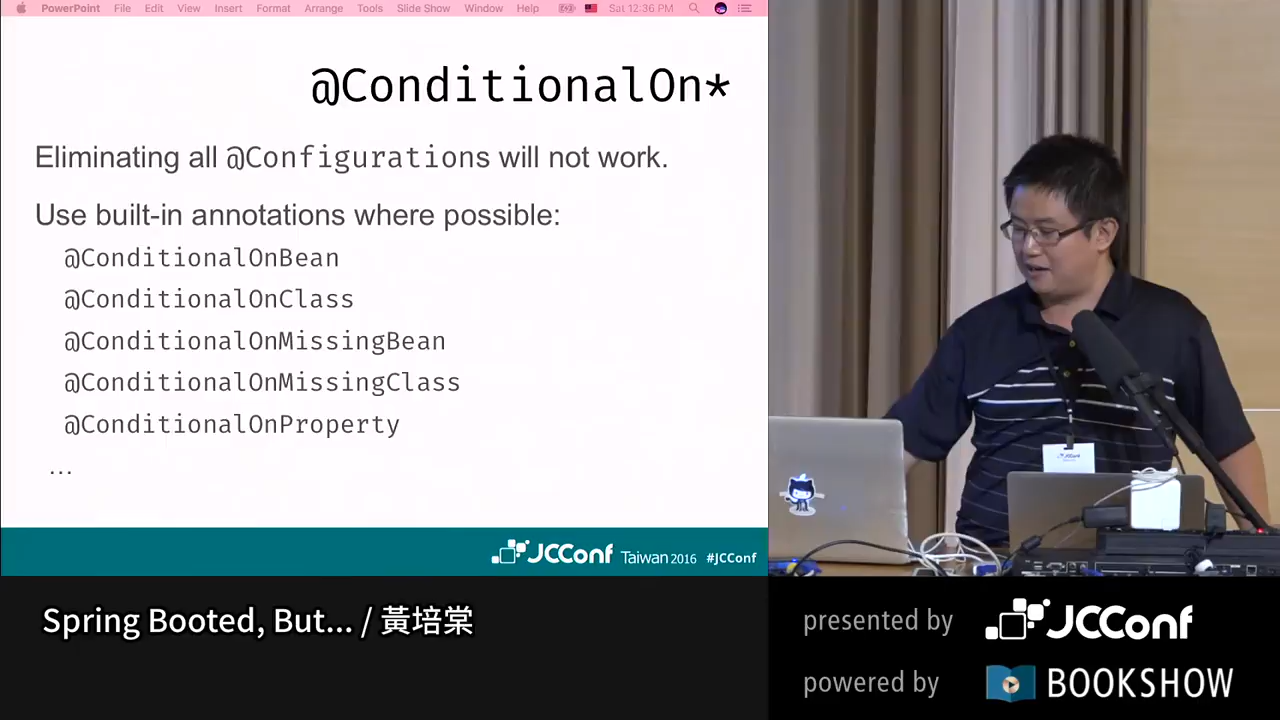 PowerPoint File Edit View Insert Format Arrange Tools Slide Show Window Help Sat 12:36 PM
@ConditionalOn*
Eliminating all @Configurations will not work.
Use built-in annotations where possible:
@ConditionalOnBean
@ConditionalOnClass
@ConditionalOnMissingBean
@ConditionalOnMissingClass
@ConditionalOnProperty
...
JCConf Taiwan 2016 #JCConf
Spring Booted, But... / 黃培棠
presented by JCConf
powered by BOOKSHOW